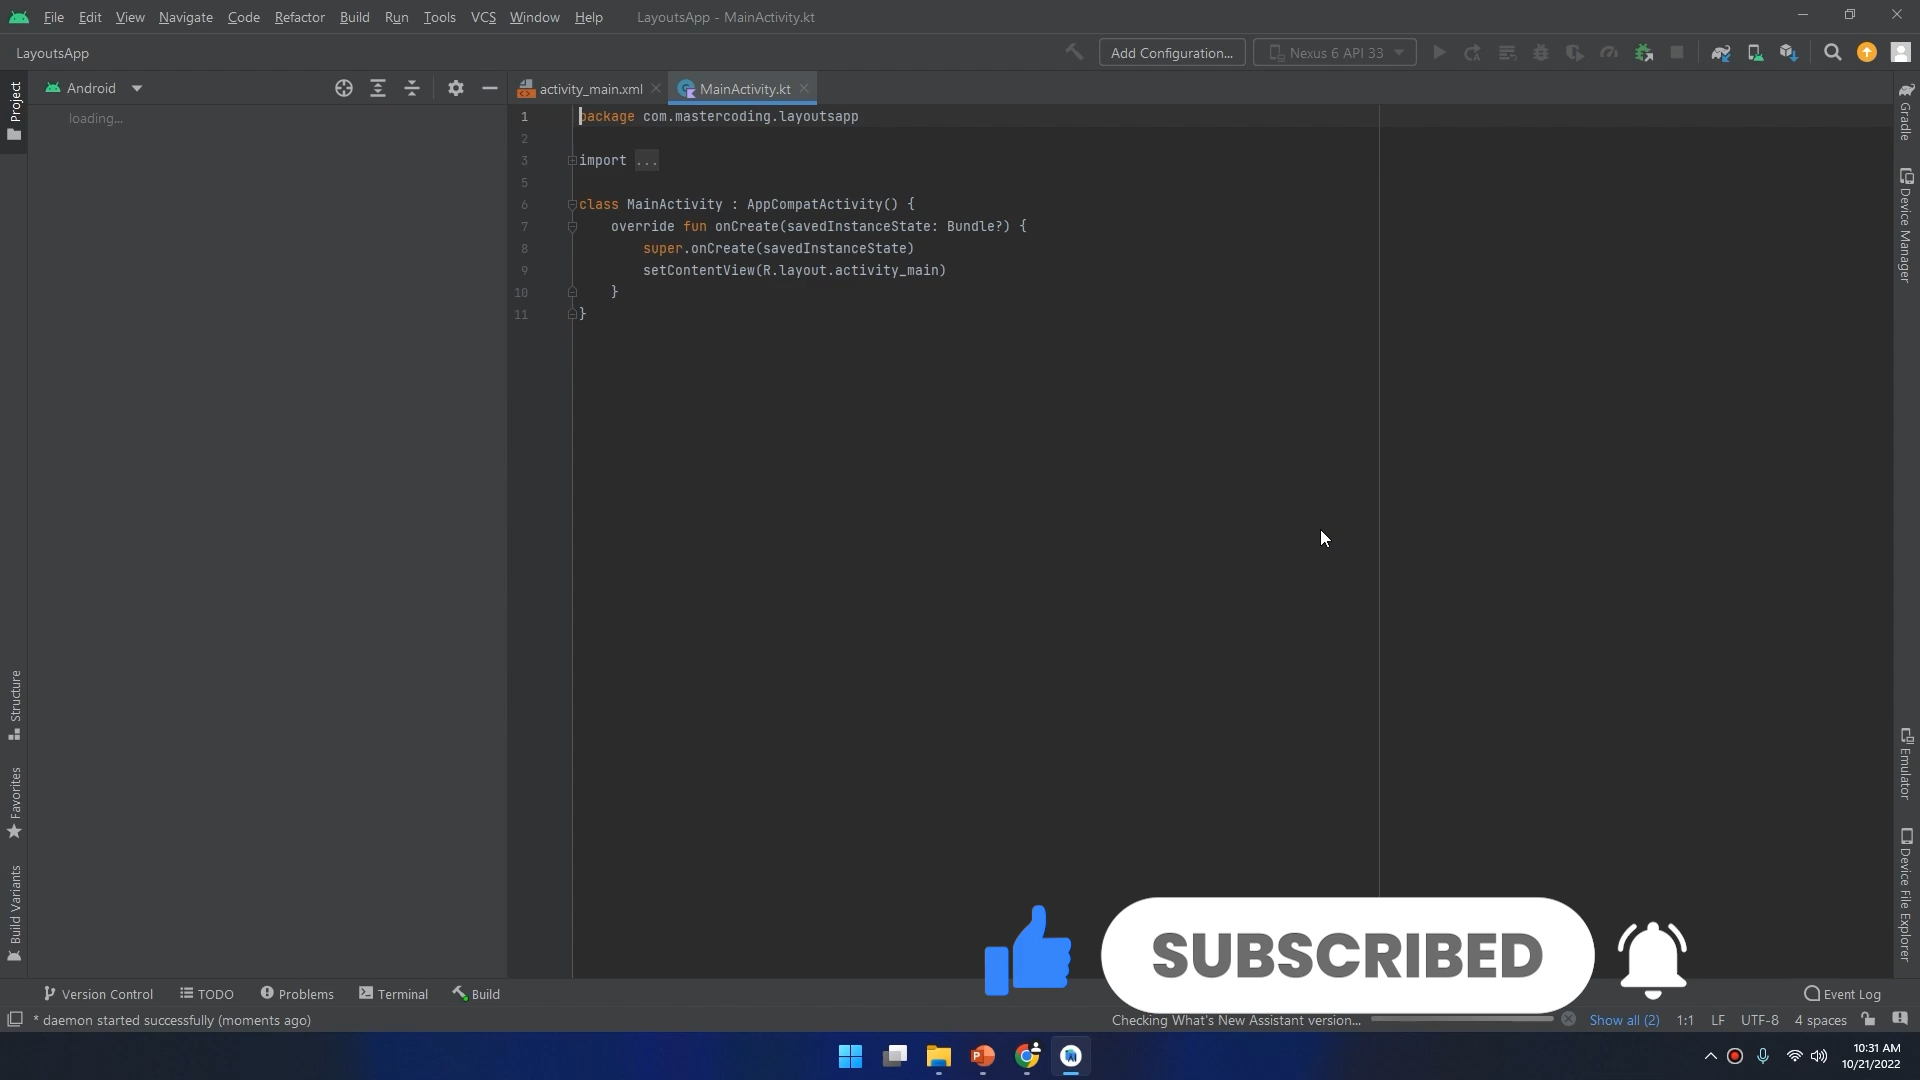 File Edit View Navigate Code Refactor Build Run Tools VCS Window Help LayoutsApp - MainActivity.kt
LayoutsApp
Add Configuration...
Nexus 6 API 33
Android
activity_main.xml
MainActivity.kt
loading...
1 package com.mastercoding.layoutsapp
2
3 import ...
5
6 class MainActivity : AppCompatActivity() {
7 override fun onCreate(savedInstanceState: Bundle?) {
8 super.onCreate(savedInstanceState)
9 setContentView(R.layout.activity_main)
10 }
11 }
Project
Structure
Favorites
Build Variants
Gradle
Device Manager
Emulator
Device File Explorer
SUBSCRIBED
Version Control TODO Problems Terminal Build
Event Log
* daemon started successfully (moments ago)
Checking What's New Assistant version...
Show all (2) 1:1 LF UTF-8 4 spaces
10:31 AM
10/21/2022